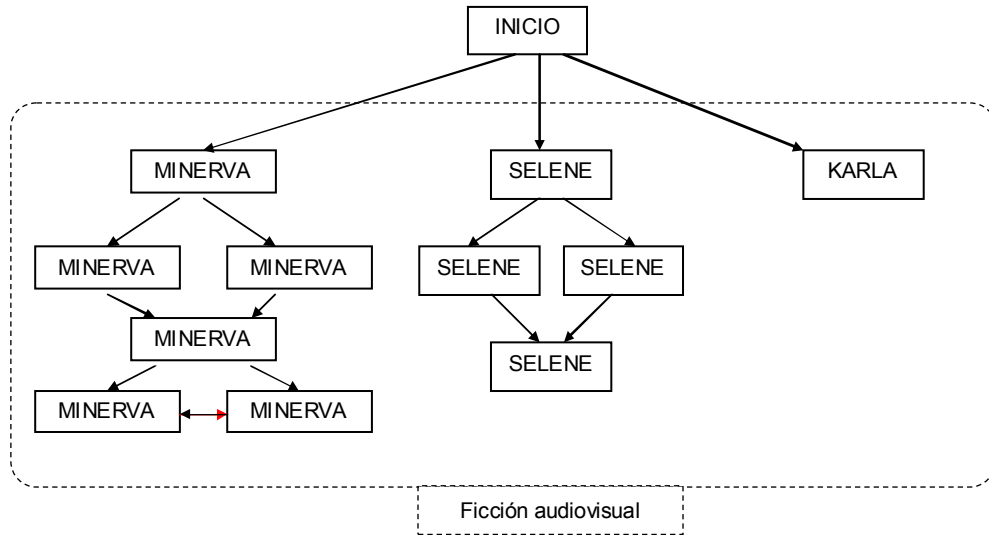 INICIO
MINERVA
SELENE
KARLA
MINERVA
MINERVA
SELENE
SELENE
MINERVA
SELENE
MINERVA
MINERVA
Ficción audiovisual